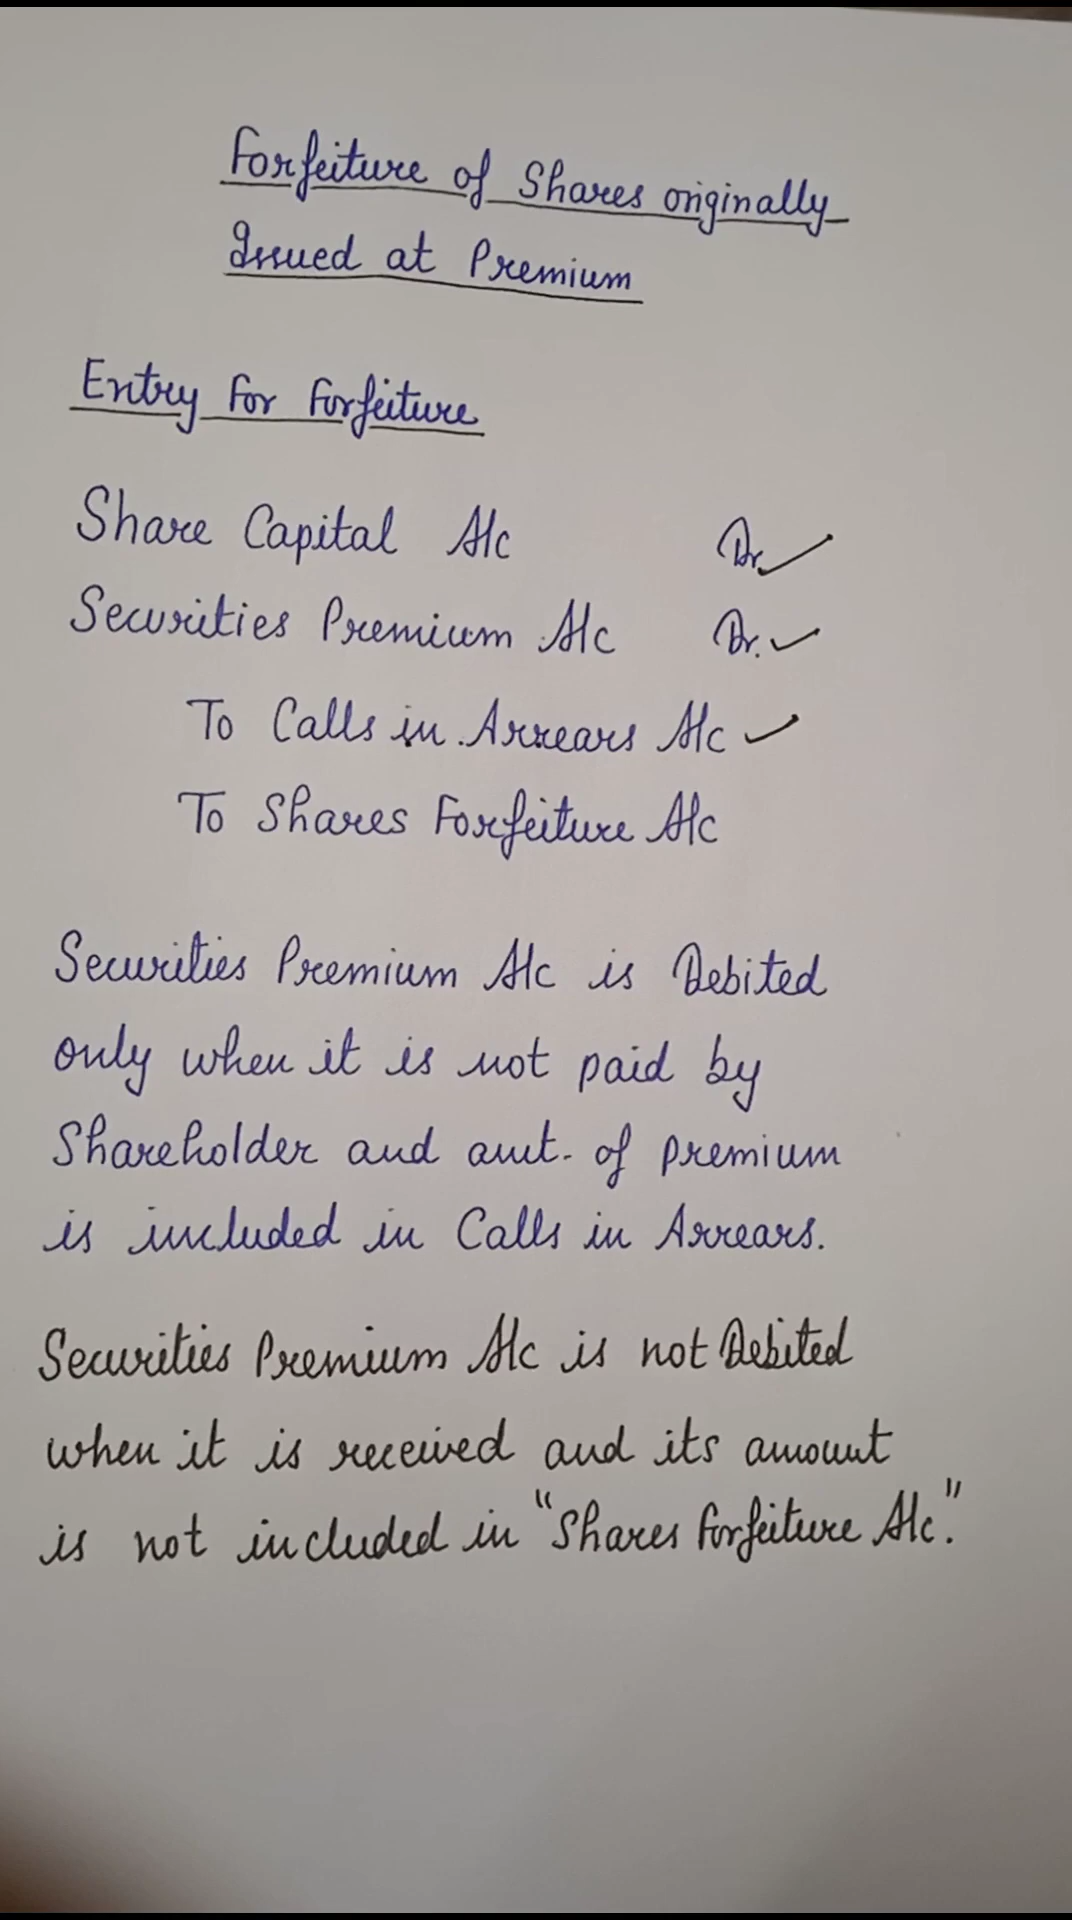 Forfeiture of Shares originally
Issued at Premium
Entry For Forfeiture
Share Capital A/c Dr.
Securities Premium A/c Dr.
To Calls in Arrears A/c
To Shares Forfeiture A/c
Securities Premium A/c is Debited
only when it is not paid by
Shareholder and amt. of premium
is included in Calls in Arrears.
Securities Premium A/c is not Debited
when it is received and its amount
is not included in "Shares Forfeiture A/c."